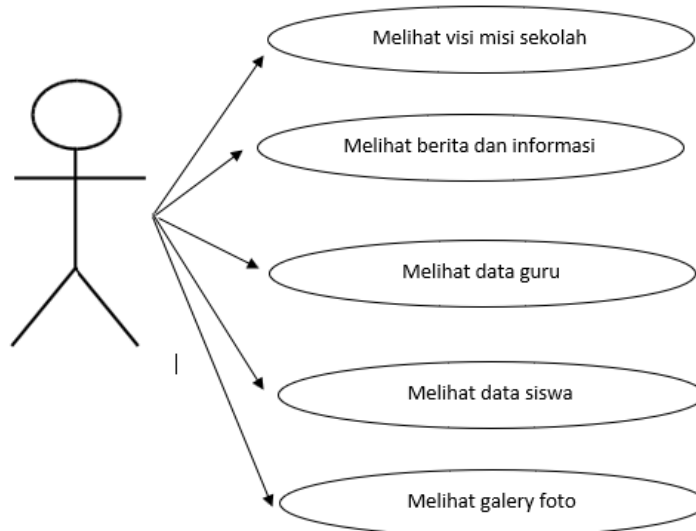 Melihat visi misi sekolah
Melihat berita dan informasi
Melihat data guru
Melihat data siswa
Melihat galery foto